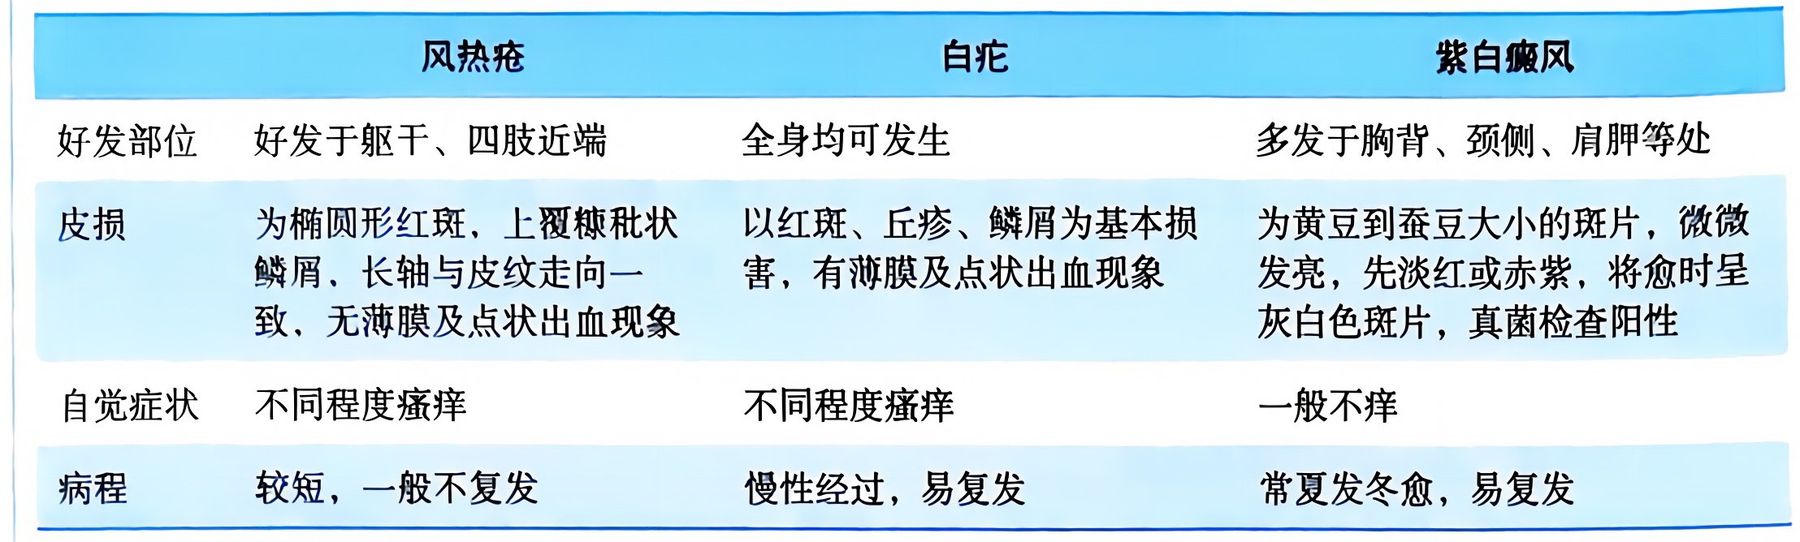 风热疮 白疕 紫白癜风
好发部位 好发于躯干、四肢近端 全身均可发生 多发于胸背、颈侧、肩胛等处
皮损 为椭圆形红斑，上覆糠秕状 以红斑、丘疹、鳞屑为基本损 为黄豆到蚕豆大小的斑片，微微
鳞屑，长轴与皮纹走向一 害，有薄膜及点状出血现象 发亮，先淡红或赤紫，将愈时呈
致，无薄膜及点状出血现象 灰白色斑片，真菌检查阳性
自觉症状 不同程度瘙痒 不同程度瘙痒 一般不痒
病程 较短，一般不复发 慢性经过，易复发 常夏发冬愈，易复发